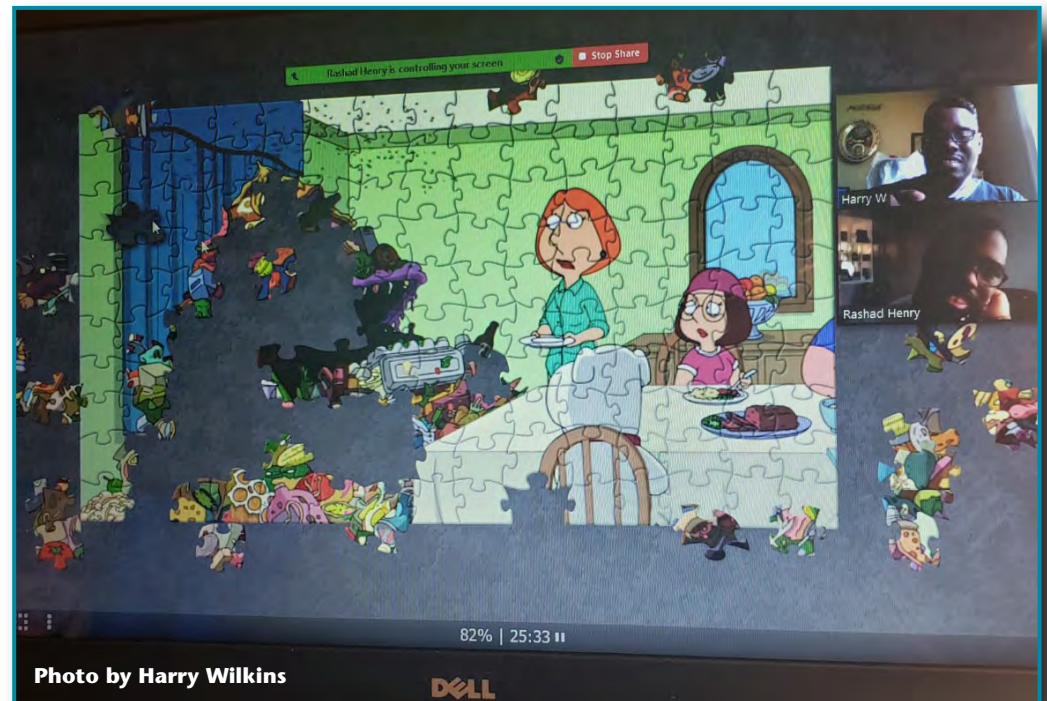 Rashad Henry is controlling your screen
Stop Share
Harry W
Rashad Henry
82% | 25:33
Photo by Harry Wilkins
DELL